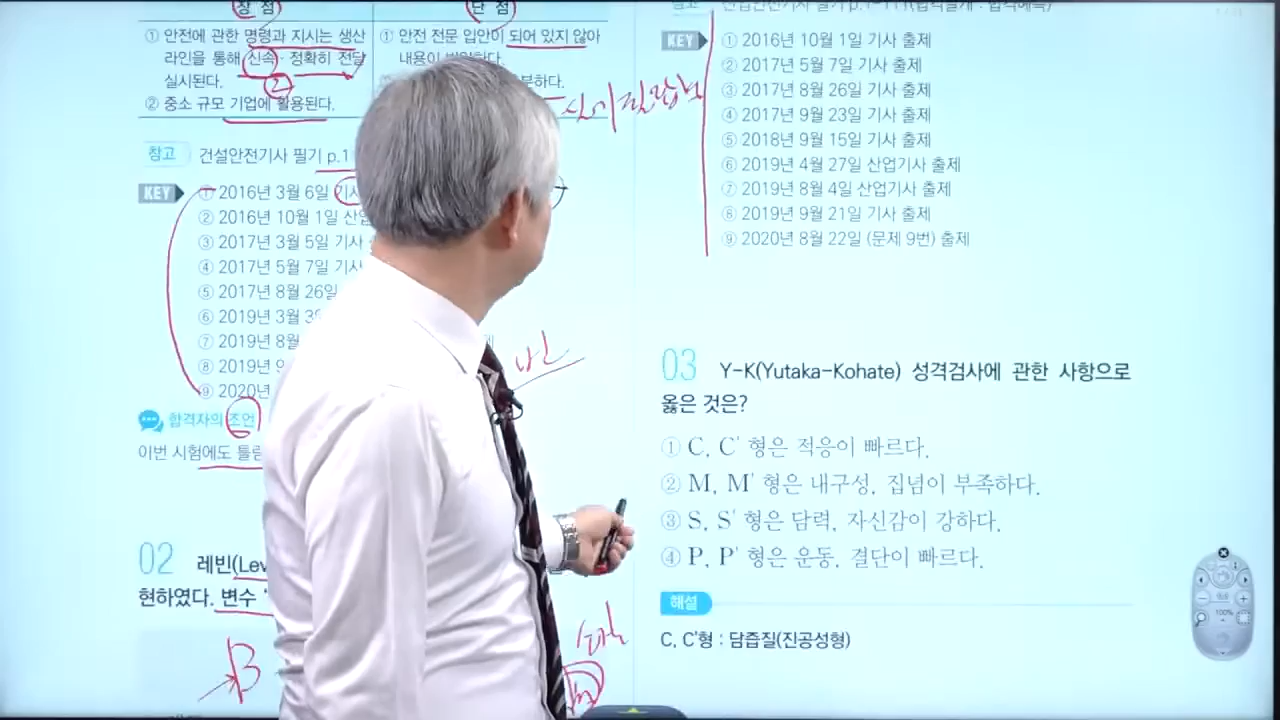 장 점
단 점
① 안전에 관한 명령과 지시는 생산
라인을 통해 신속·정확히 전달
실시된다.
② 중소 규모 기업에 활용된다.
① 안전 전문 입안이 되어 있지 않아
내용이 빈약하다.
참고 건설안전기사 필기 p.1
KEY ① 2016년 3월 6일 기사
② 2016년 10월 1일 산업
③ 2017년 3월 5일 기사
④ 2017년 5월 7일 기사
⑤ 2017년 8월 26일
⑥ 2019년 3월
⑦ 2019년 8월
⑧ 2019년
⑨ 2020년
합격자의 조언
이번 시험에도 틀림
02 레빈(Lev
현하였다. 변수
B
KEY ① 2016년 10월 1일 기사 출제
② 2017년 5월 7일 기사 출제
③ 2017년 8월 26일 기사 출제
④ 2017년 9월 23일 기사 출제
⑤ 2018년 9월 15일 기사 출제
⑥ 2019년 4월 27일 산업기사 출제
⑦ 2019년 8월 4일 산업기사 출제
⑧ 2019년 9월 21일 기사 출제
⑨ 2020년 8월 22일 (문제 9번) 출제
03 Y-K(Yutaka-Kohate) 성격검사에 관한 사항으로
옳은 것은?
① C, C' 형은 적응이 빠르다.
② M, M' 형은 내구성, 집념이 부족하다.
③ S, S' 형은 담력, 자신감이 강하다.
④ P, P' 형은 운동, 결단이 빠르다.
해설
C, C'형 : 담즙질(진공성형)
100%